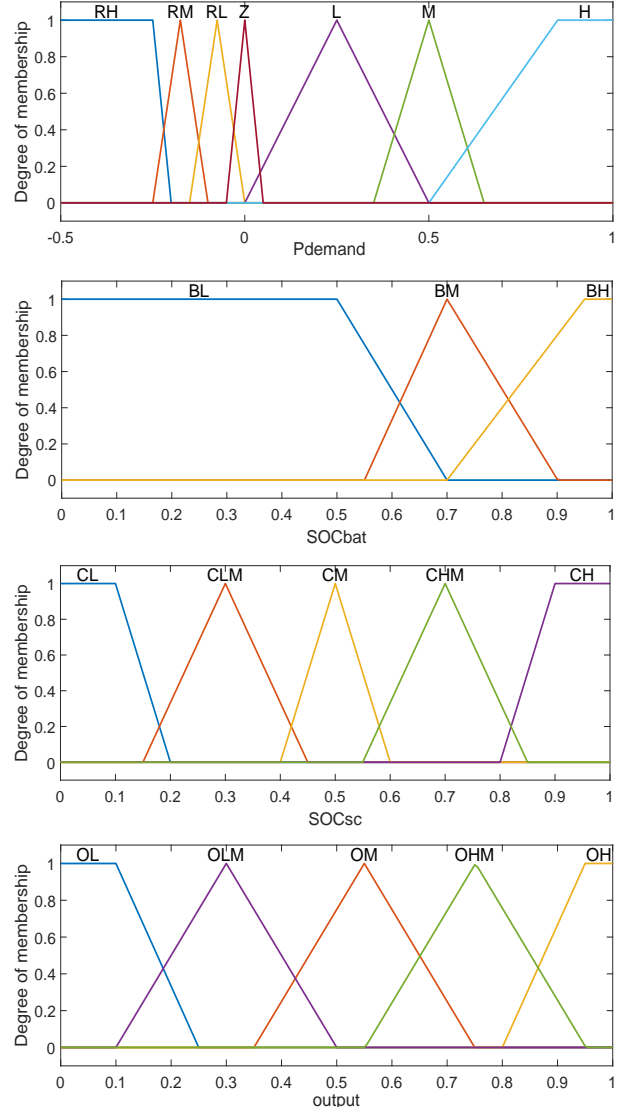 RH RM RL Z L M H
Degree of membership
1
0.8
0.6
0.4
0.2
0
-0.5 0 0.5 1
Pdemand
BL BM BH
Degree of membership
1
0.8
0.6
0.4
0.2
0
0 0.1 0.2 0.3 0.4 0.5 0.6 0.7 0.8 0.9 1
SOCbat
CL CLM CM CHM CH
Degree of membership
1
0.8
0.6
0.4
0.2
0
0 0.1 0.2 0.3 0.4 0.5 0.6 0.7 0.8 0.9 1
SOCsc
OL OLM OM OHM OH
Degree of membership
1
0.8
0.6
0.4
0.2
0
0 0.1 0.2 0.3 0.4 0.5 0.6 0.7 0.8 0.9 1
output